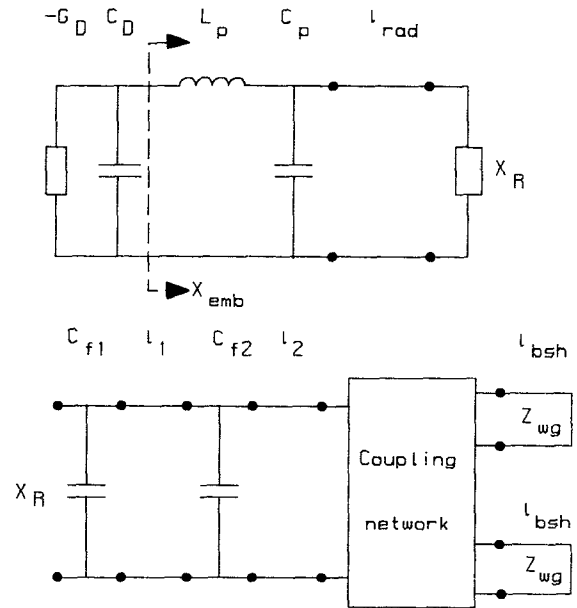 -G_D C_D L_p C_p l_rad
X_R
X_emb
C_f1 l_1 C_f2 l_2 l_bsh
Z_wg
Coupling
X_R
network
l_bsh
Z_wg